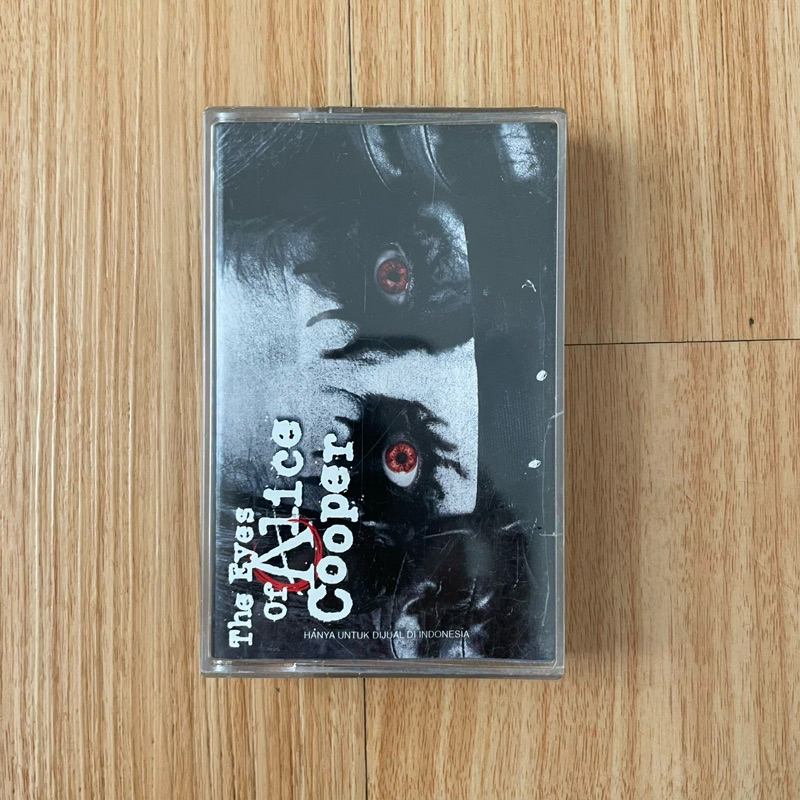 The Eyes
Of Alice
Cooper
HANYA UNTUK DIJUAL DI INDONESIA